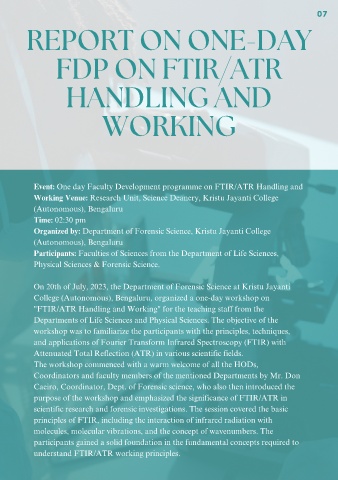 07
REPORT ON ONE-DAY
FDP ON FTIR/ATR
HANDLING AND
WORKING
Event: One day Faculty Development programme on FTIR/ATR Handling and
Working Venue: Research Unit, Science Deanery, Kristu Jayanti College
(Autonomous), Bengaluru
Time: 02:30 pm
Organized by: Department of Forensic Science, Kristu Jayanti College
(Autonomous), Bengaluru
Participants: Faculties of Sciences from the Department of Life Sciences,
Physical Sciences & Forensic Science.
On 20th of July, 2023, the Department of Forensic Science at Kristu Jayanti
College (Autonomous), Bengaluru, organized a one-day workshop on
"FTIR/ATR Handling and Working" for the teaching staff from the
Departments of Life Sciences and Physical Sciences. The objective of the
workshop was to familiarize the participants with the principles, techniques,
and applications of Fourier Transform Infrared Spectroscopy (FTIR) with
Attenuated Total Reflection (ATR) in various scientific fields.
The workshop commenced with a warm welcome of all the HODs,
Coordinators and faculty members of the mentioned Departments by Mr. Don
Caeiro, Coordinator, Dept. of Forensic science, who also then introduced the
purpose of the workshop and emphasized the significance of FTIR/ATR in
scientific research and forensic investigations. The session covered the basic
principles of FTIR, including the interaction of infrared radiation with
molecules, molecular vibrations, and the concept of wavenumbers. The
participants gained a solid foundation in the fundamental concepts required to
understand FTIR/ATR working principles.